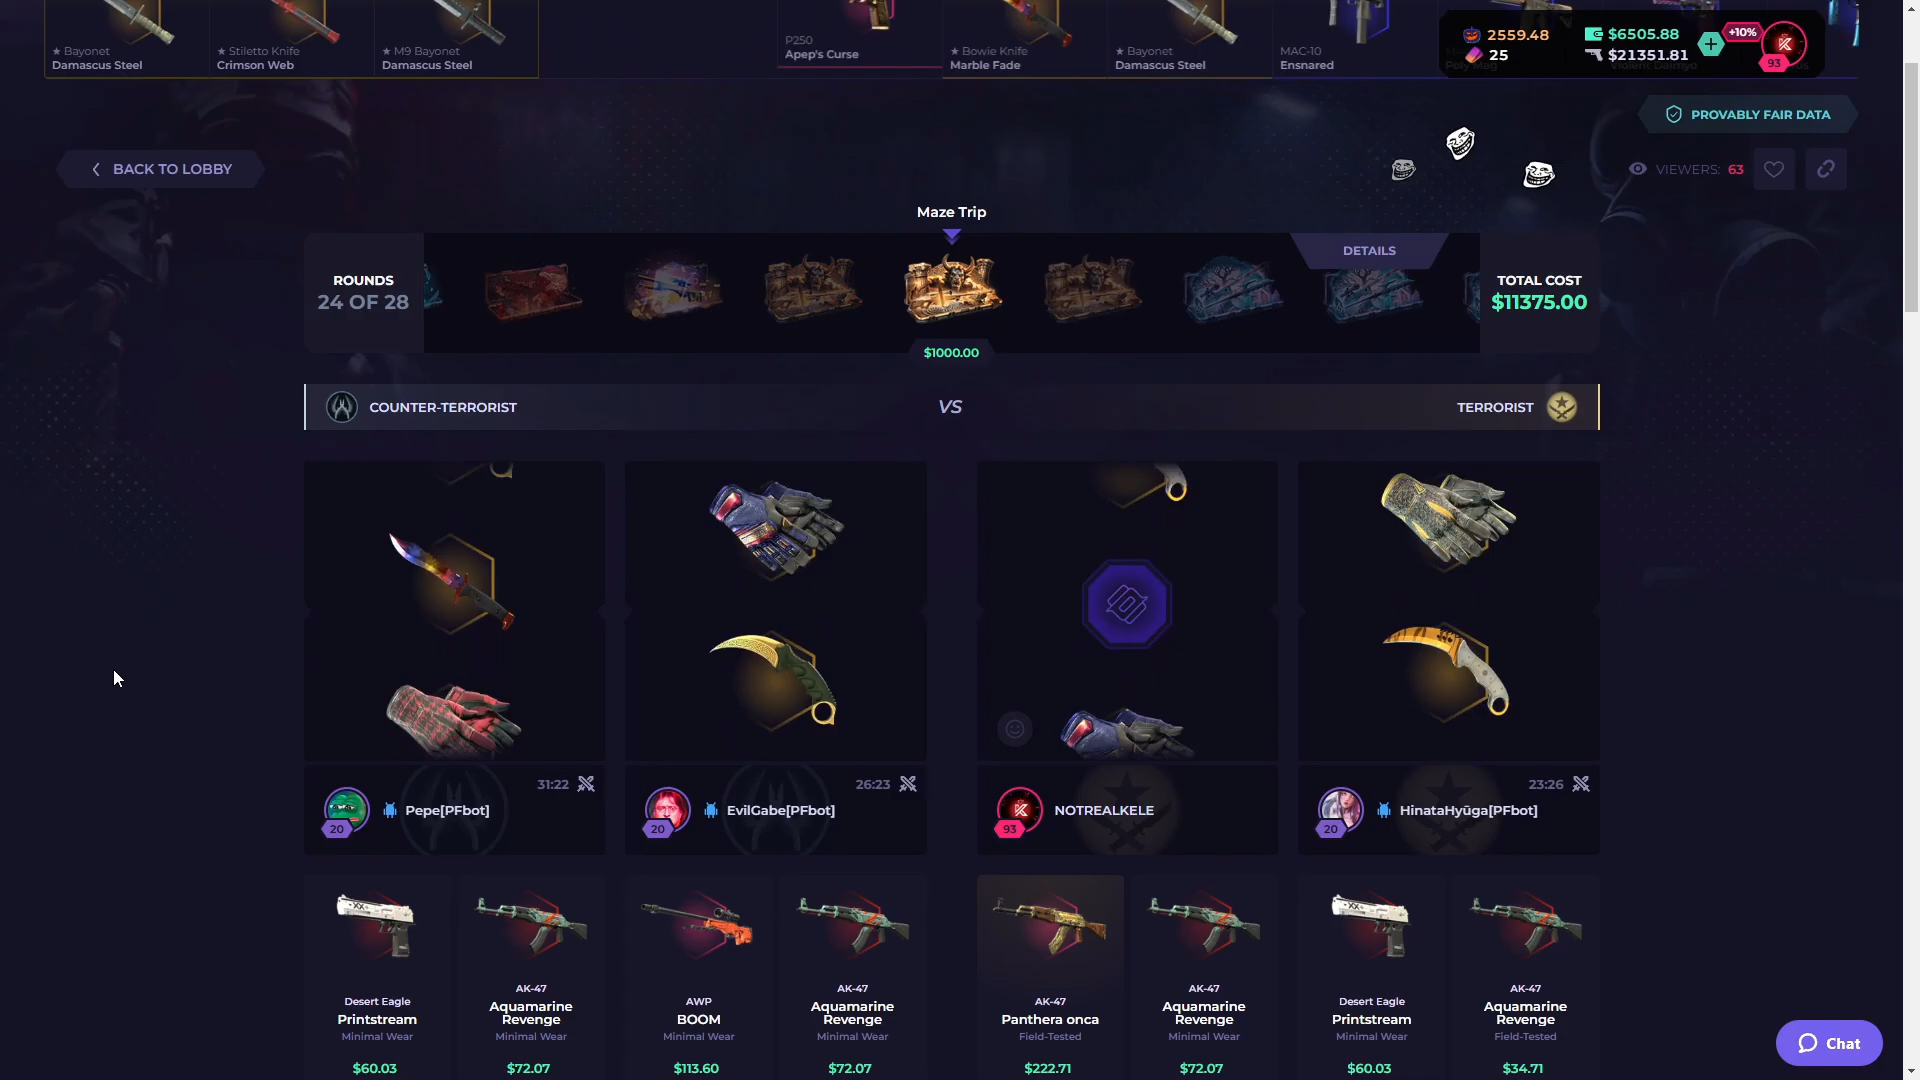 ★ Bayonet
Damascus Steel
★ Stiletto Knife
Crimson Web
★ M9 Bayonet
Damascus Steel
P250
Apep's Curse
★ Bowie Knife
Marble Fade
★ Bayonet
Damascus Steel
MAC-10
Ensnared
2559.48
$6505.88
+10%
25
$21351.81
93
PROVABLY FAIR DATA
BACK TO LOBBY
VIEWERS: 63
Maze Trip
DETAILS
ROUNDS
24 OF 28
TOTAL COST
$11375.00
$1000.00
COUNTER-TERRORIST
VS
TERRORIST
31:22
Pepe[PFbot]
20
26:23
EvilGabe[PFbot]
20
NOTREALKELE
93
23:26
HinataHyūga[PFbot]
20
Desert Eagle
Printstream
Minimal Wear
$60.03
AK-47
Aquamarine
Revenge
Minimal Wear
$72.07
AWP
BOOM
Minimal Wear
$113.60
AK-47
Aquamarine
Revenge
Minimal Wear
$72.07
AK-47
Panthera onca
Field-Tested
$222.71
AK-47
Aquamarine
Revenge
Minimal Wear
$72.07
Desert Eagle
Printstream
Minimal Wear
$60.03
AK-47
Aquamarine
Revenge
Field-Tested
$34.71
Chat